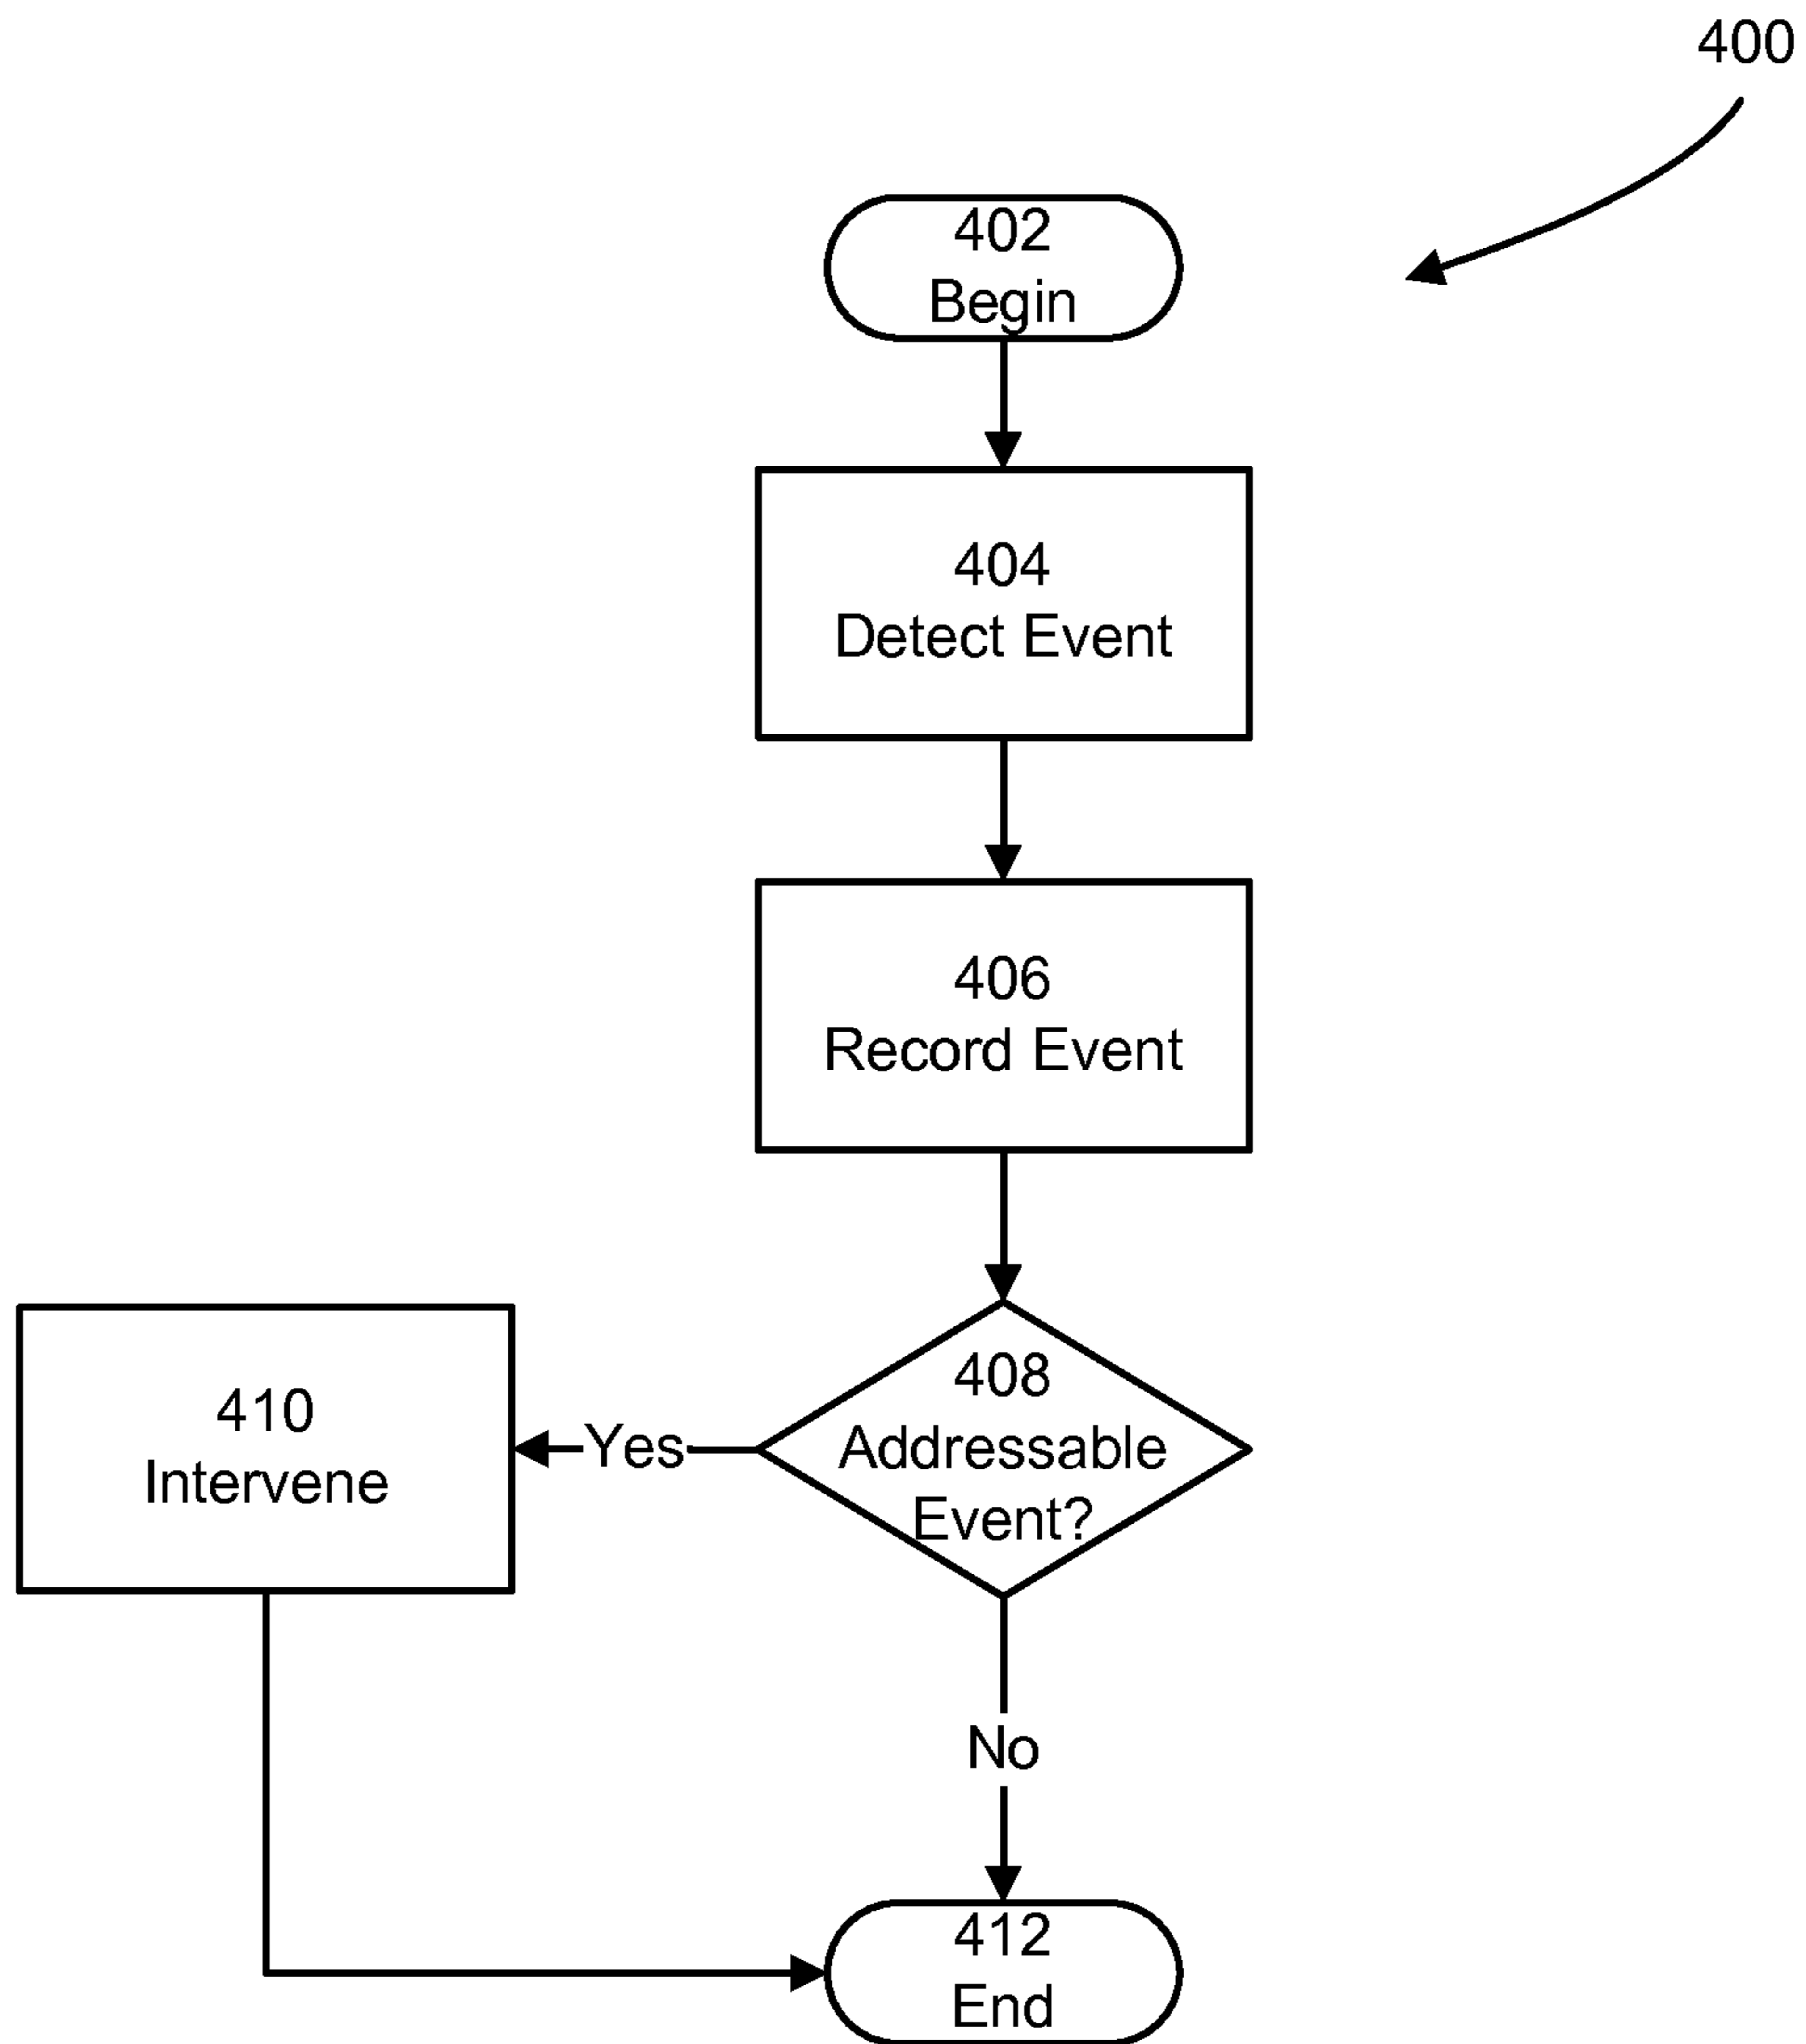 400
402
Begin
404
Detect Event
406
Record Event
408
Addressable
Event?
Yes
410
Intervene
No
412
End